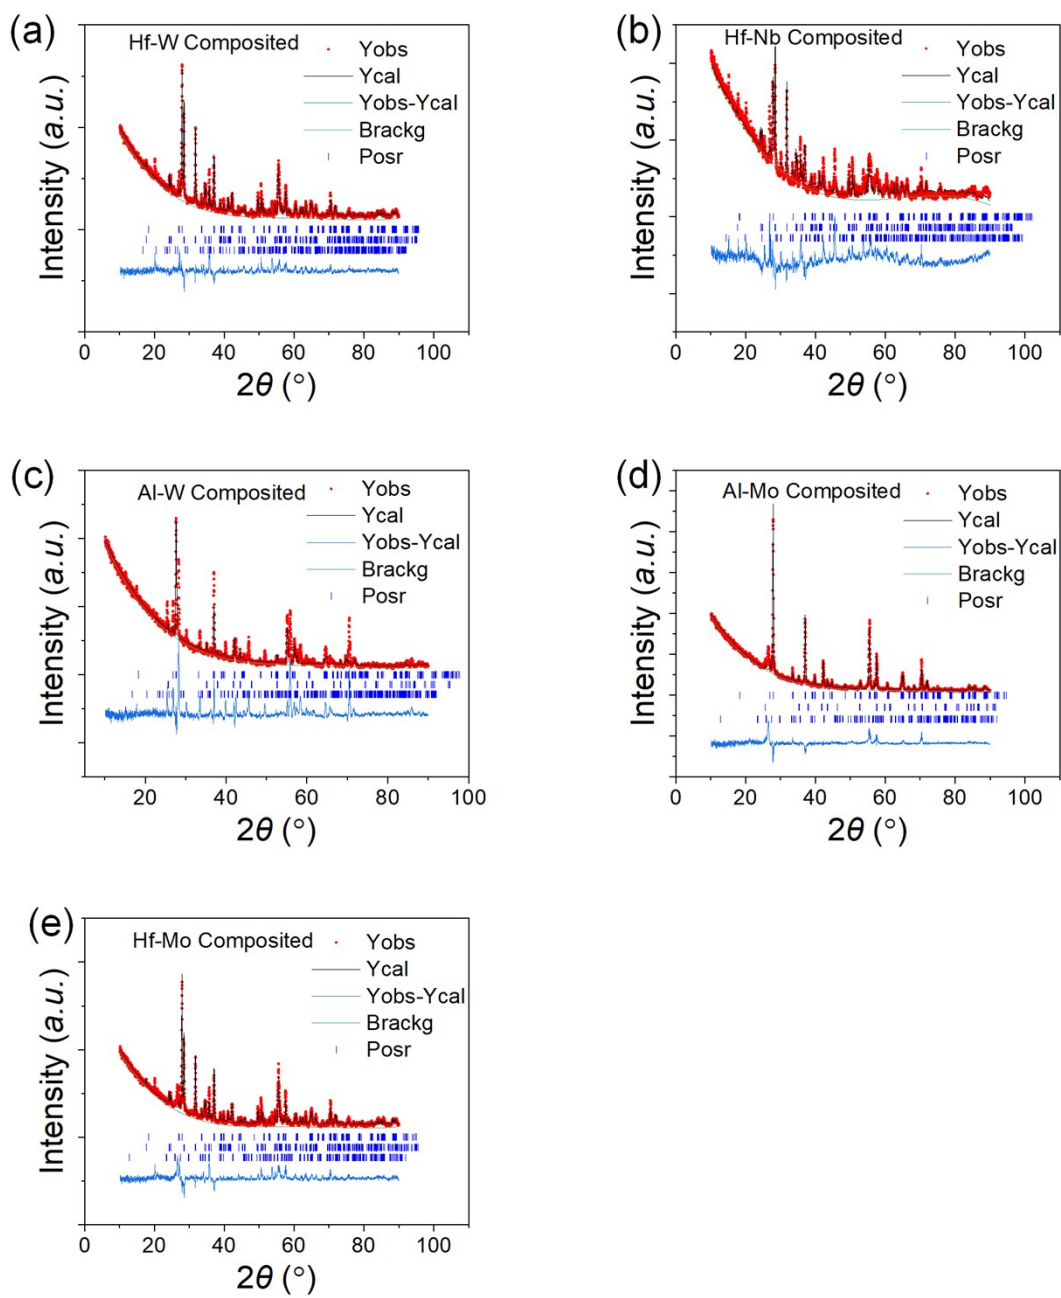 (a)
Hf-W Composited
Yobs
Ycal
Yobs-Ycal
Brackg
Posr
Intensity (a.u.)
0 20 40 60 80 100
2θ (°)
(b)
Hf-Nb Composited
Yobs
Ycal
Yobs-Ycal
Brackg
Posr
Intensity (a.u.)
0 20 40 60 80 100
2θ (°)
(c)
Al-W Composited
Yobs
Ycal
Yobs-Ycal
Brackg
Posr
Intensity (a.u.)
20 40 60 80 100
2θ (°)
(d)
Al-Mo Composited
Yobs
Ycal
Yobs-Ycal
Brackg
Posr
Intensity (a.u.)
0 20 40 60 80 100
2θ (°)
(e)
Hf-Mo Composited
Yobs
Ycal
Yobs-Ycal
Brackg
Posr
Intensity (a.u.)
0 20 40 60 80 100
2θ (°)